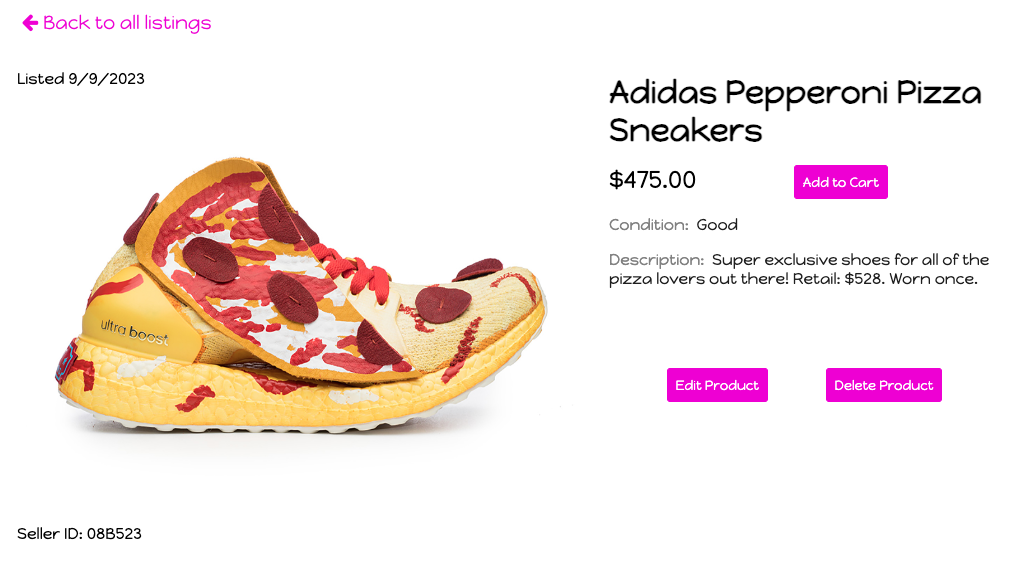 Back to all listings
Listed 9/9/2023
Adidas Pepperoni Pizza
Sneakers
$475.00
Add to Cart
Condition: Good
Description: Super exclusive shoes for all of the
pizza lovers out there! Retail: $528. Worn once.
ultra boost
Edit Product
Delete Product
Seller ID: 08B523